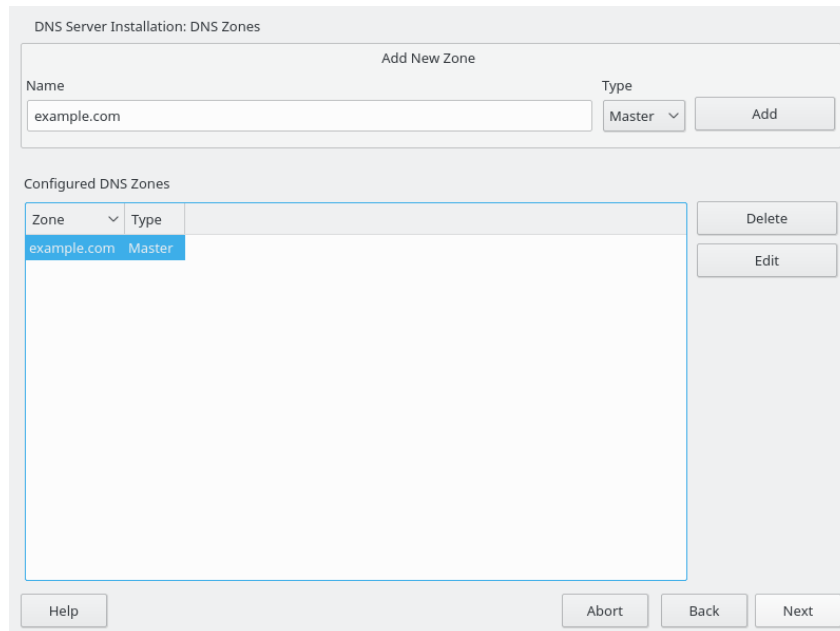 DNS Server Installation: DNS Zones
Add New Zone
Name Type
example.com Master Add
Configured DNS Zones
Zone Type Delete
example.com Master Edit
Help Abort Back Next